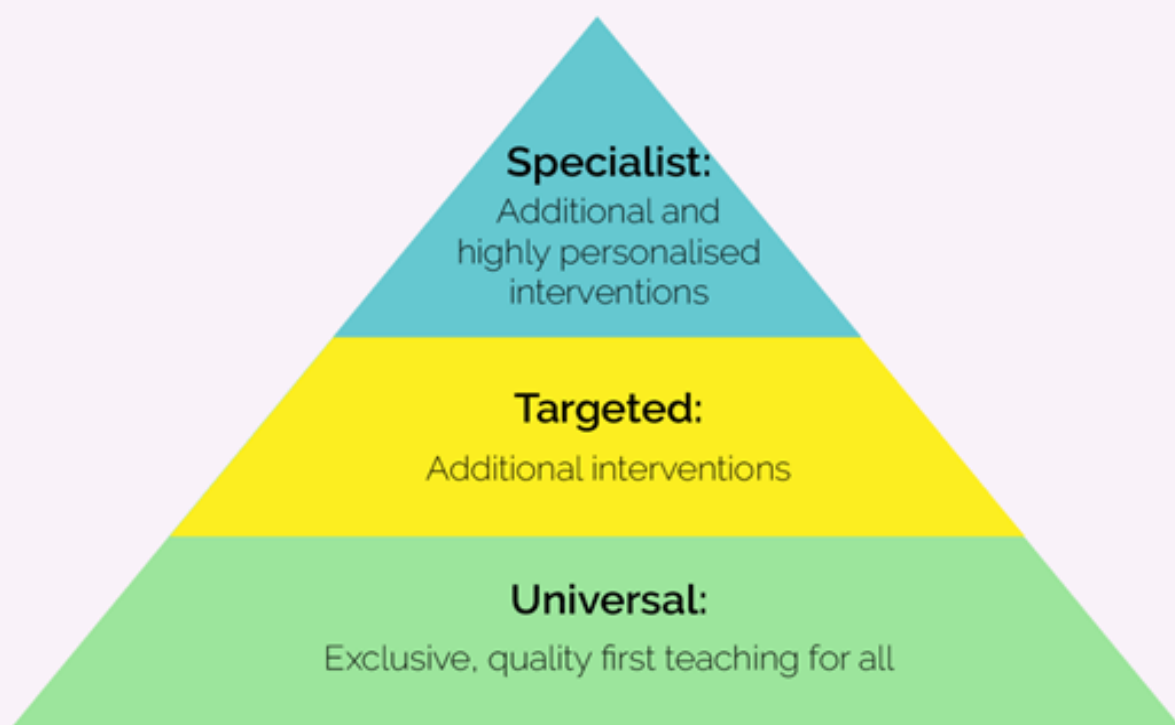 Specialist:
Additional and
highly personalised
interventions
Targeted:
Additional interventions
Universal:
Exclusive, quality first teaching for all